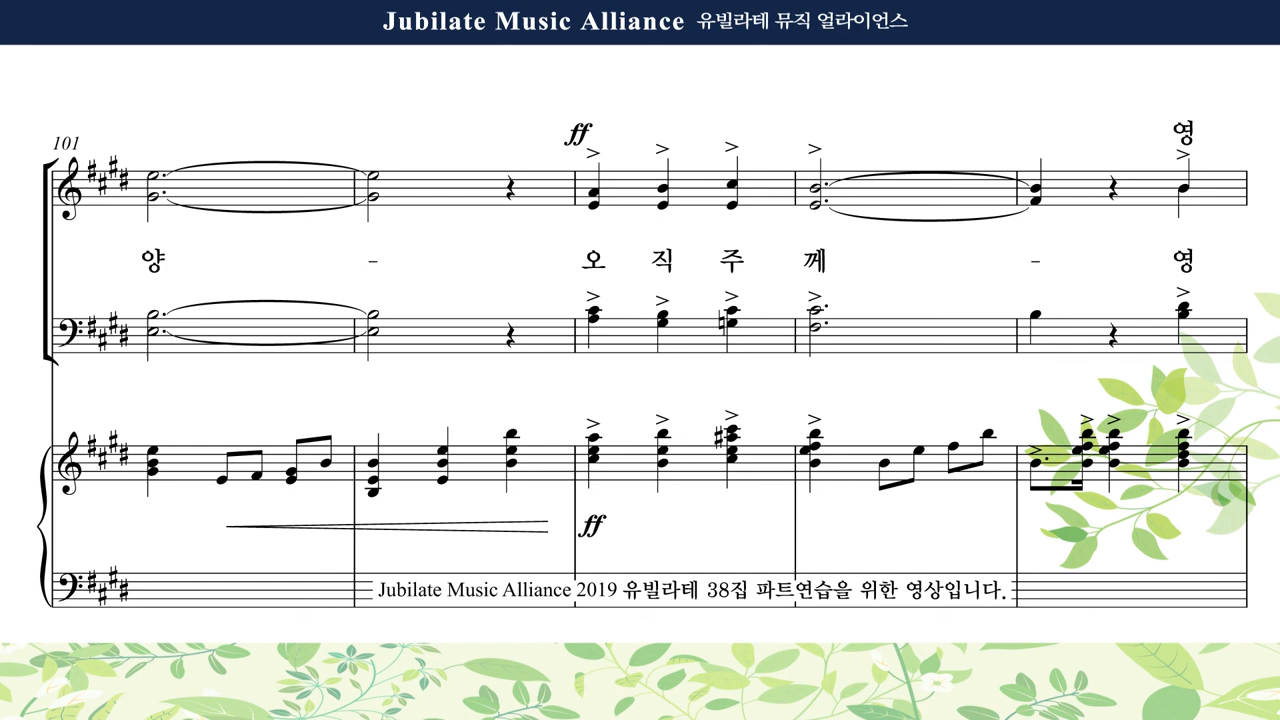 Jubilate Music Alliance 유빌라테 뮤직 얼라이언스
101
ff
영
양 - 오 직 주 께 - 영
ff
Jubilate Music Alliance 2019 유빌라테 38집 파트연습을 위한 영상입니다.